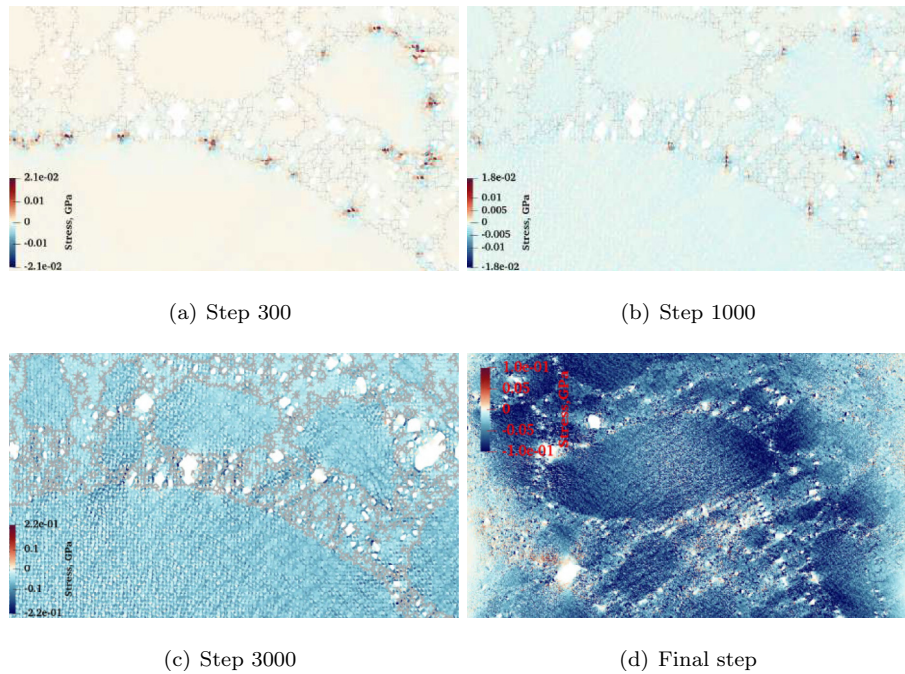 2.1e-02
0.01
0
-0.01
-2.1e-02
Stress, GPa
1.8e-02
0.01
0.005
0
-0.005
-0.01
-1.8e-02
Stress, GPa
(a) Step 300
(b) Step 1000
2.2e-01
0.1
0
-0.1
-2.2e-01
Stress, GPa
1.0e-01
0.05
0
-0.05
-1.0e-01
Stress,GPa
(c) Step 3000
(d) Final step